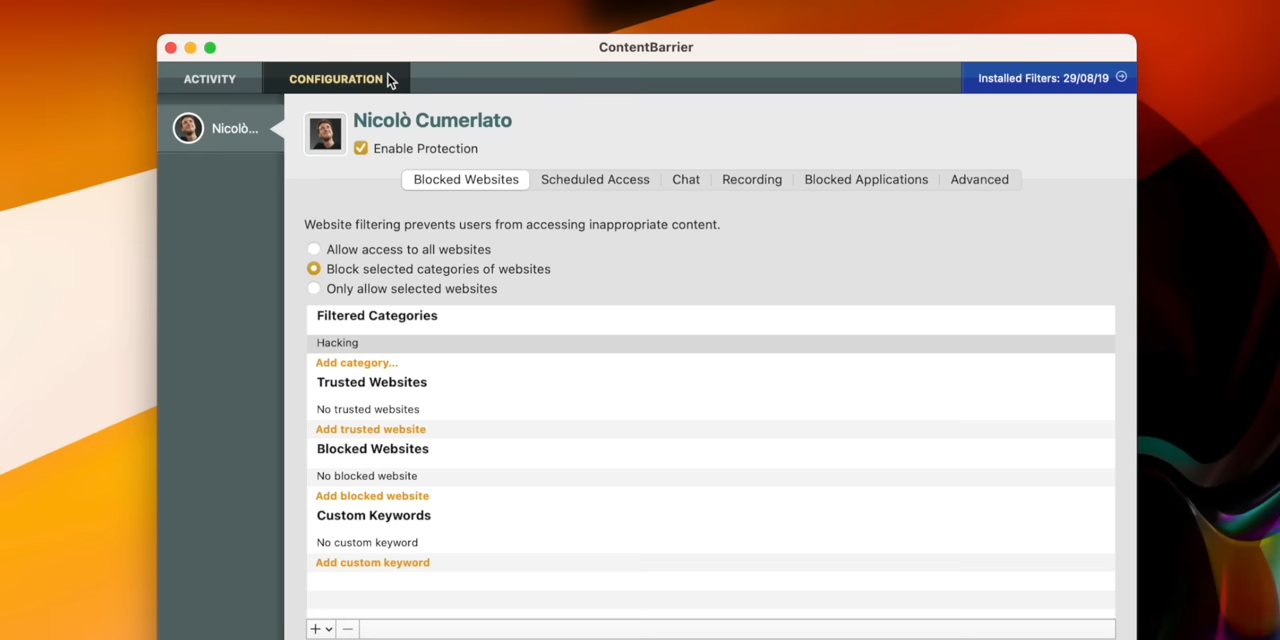 ContentBarrier
ACTIVITY
CONFIGURATION
Installed Filters: 29/08/19
Nicolò...
Nicolò Cumerlato
Enable Protection
Blocked Websites
Scheduled Access
Chat
Recording
Blocked Applications
Advanced
Website filtering prevents users from accessing inappropriate content.
Allow access to all websites
Block selected categories of websites
Only allow selected websites
Filtered Categories
Hacking
Add category...
Trusted Websites
No trusted websites
Add trusted website
Blocked Websites
No blocked website
Add blocked website
Custom Keywords
No custom keyword
Add custom keyword